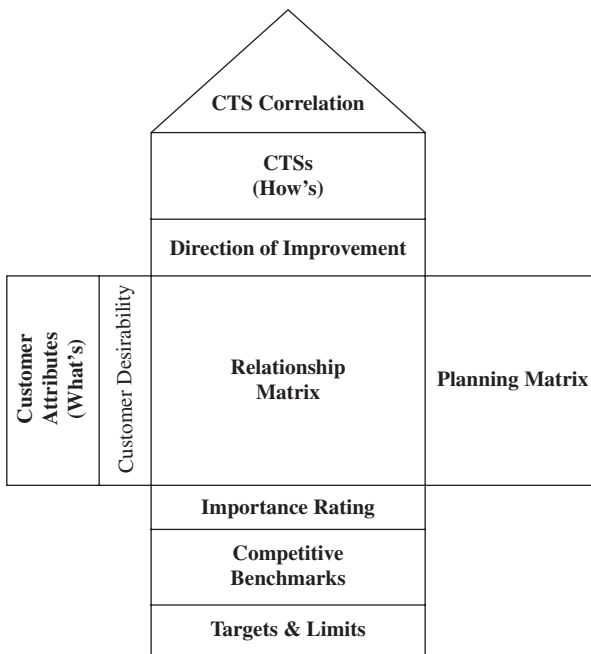 CTS Correlation
CTSs
(How's)
Direction of Improvement
Customer
Attributes
(What's)
Customer Desirability
Relationship
Matrix
Planning Matrix
Importance Rating
Competitive
Benchmarks
Targets & Limits